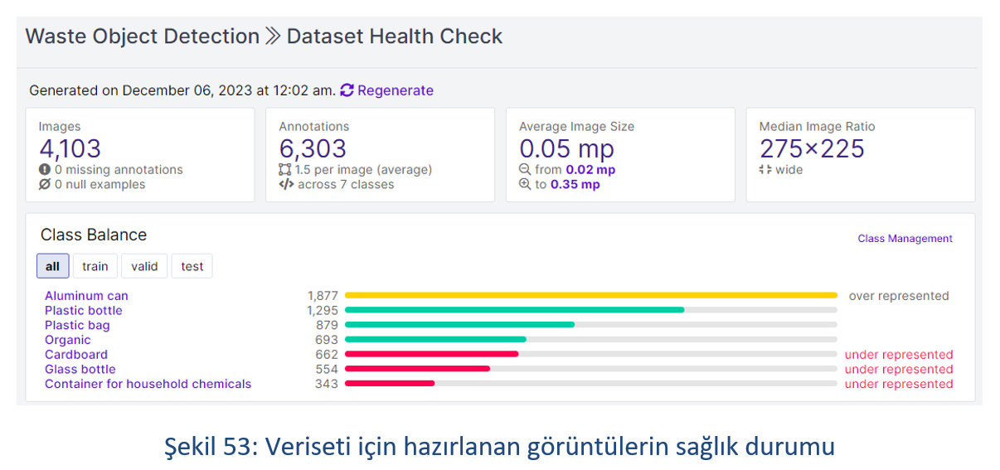 Waste Object Detection >> Dataset Health Check
Generated on December 06, 2023 at 12:02 am. Regenerate
Images
4,103
0 missing annotations
0 null examples
Annotations
6,303
1.5 per image (average)
</> across 7 classes
Average Image Size
0.05 mp
from 0.02 mp
to 0.35 mp
Median Image Ratio
275×225
wide
Class Balance
Class Management
all train valid test
Aluminum can 1,877 over represented
Plastic bottle 1,295
Plastic bag 879
Organic 693
Cardboard 662 under represented
Glass bottle 554 under represented
Container for household chemicals 343 under represented
Şekil 53: Veriseti için hazırlanan görüntülerin sağlık durumu